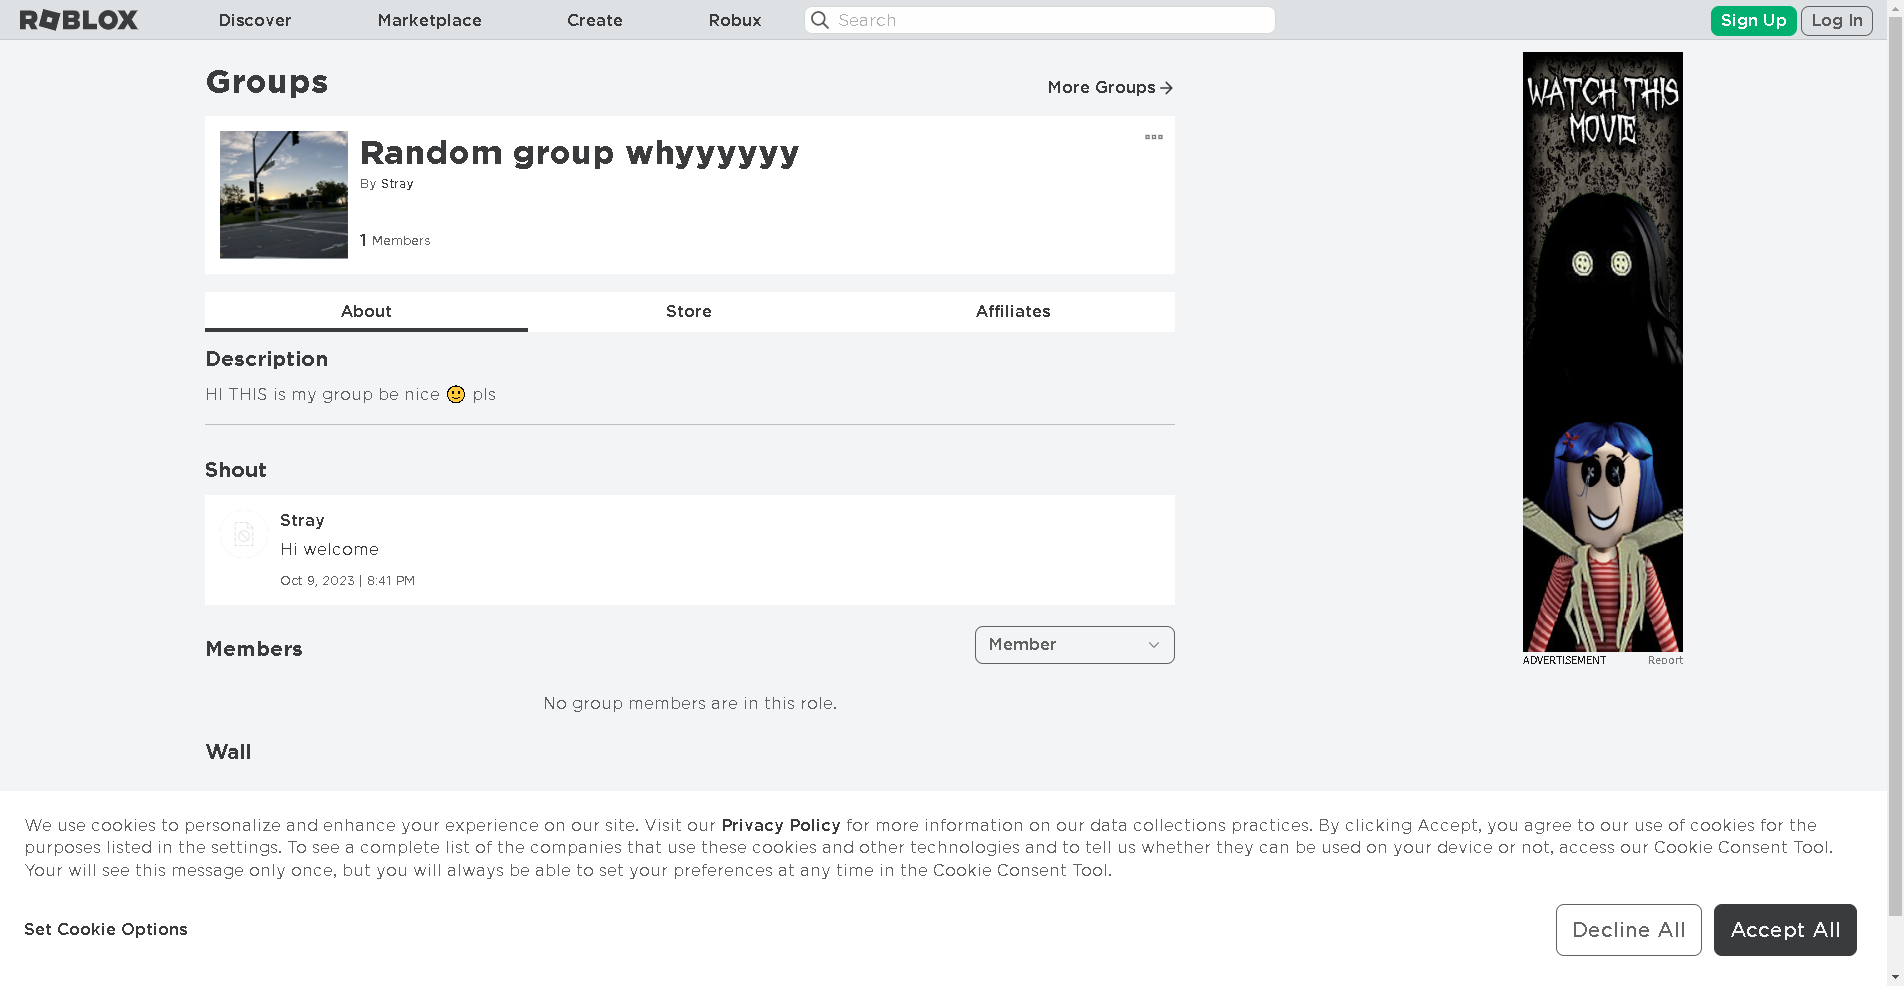 ROBLOX Discover Marketplace Create Robux Search Sign Up Log In
Groups
More Groups
Random group whyyyyyy
By Stray
1 Members
About Store Affiliates
Description
HI THIS is my group be nice 🙂 pls
Shout
Stray
Hi welcome
Oct 9, 2023 | 8:41 PM
Members
Member
No group members are in this role.
Wall
WATCH THIS
MOVIE
ADVERTISEMENT Report
We use cookies to personalize and enhance your experience on our site. Visit our Privacy Policy for more information on our data collections practices. By clicking Accept, you agree to our use of cookies for the
purposes listed in the settings. To see a complete list of the companies that use these cookies and other technologies and to tell us whether they can be used on your device or not, access our Cookie Consent Tool.
Your will see this message only once, but you will always be able to set your preferences at any time in the Cookie Consent Tool.
Set Cookie Options
Decline All
Accept All